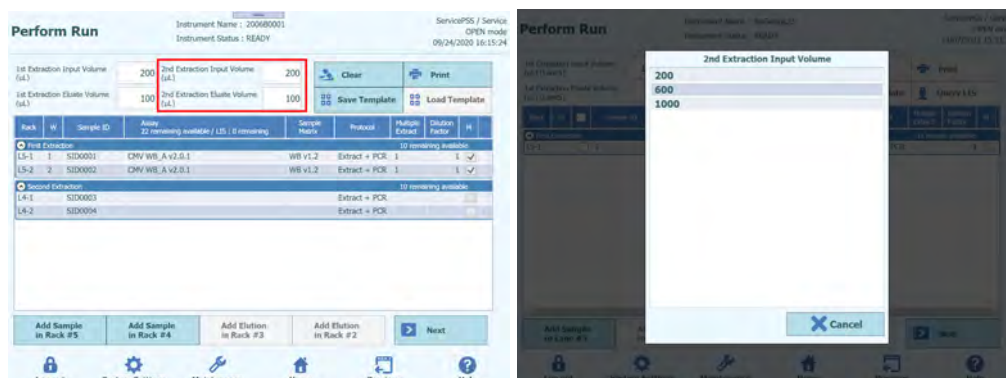 Perform Run
Instrument Name : 200680001
Instrument Status : READY
ServicePSS / Service
OPEN mode
09/24/2020 16:15:24
1st Extraction Input Volume (uL) 200
2nd Extraction Input Volume (uL) 200
Clear
Print
1st Extraction Eluate Volume (uL) 100
2nd Extraction Eluate Volume (uL) 100
Save Template
Load Template
Rack W Sample ID Assay Sample Matrix Protocol Multiple Extract Dilution Factor M
22 remaining available / LIS : 0 remaining
First Extraction 10 remaining available
L5-1 1 SID0001 CMV WB_A v2.0.1 WB v1.2 Extract + PCR 1 1
L5-2 2 SID0002 CMV WB_A v2.0.1 WB v1.2 Extract + PCR 1 1
Second Extraction 10 remaining available
L4-1 SID0003 Extract + PCR
L4-2 SID0004 Extract + PCR
Add Sample in Rack #5
Add Sample in Rack #4
Add Elution in Rack #3
Add Elution in Rack #2
Next
Perform Run
2nd Extraction Input Volume
200
600
1000
Cancel
Print
Query LIS
Next